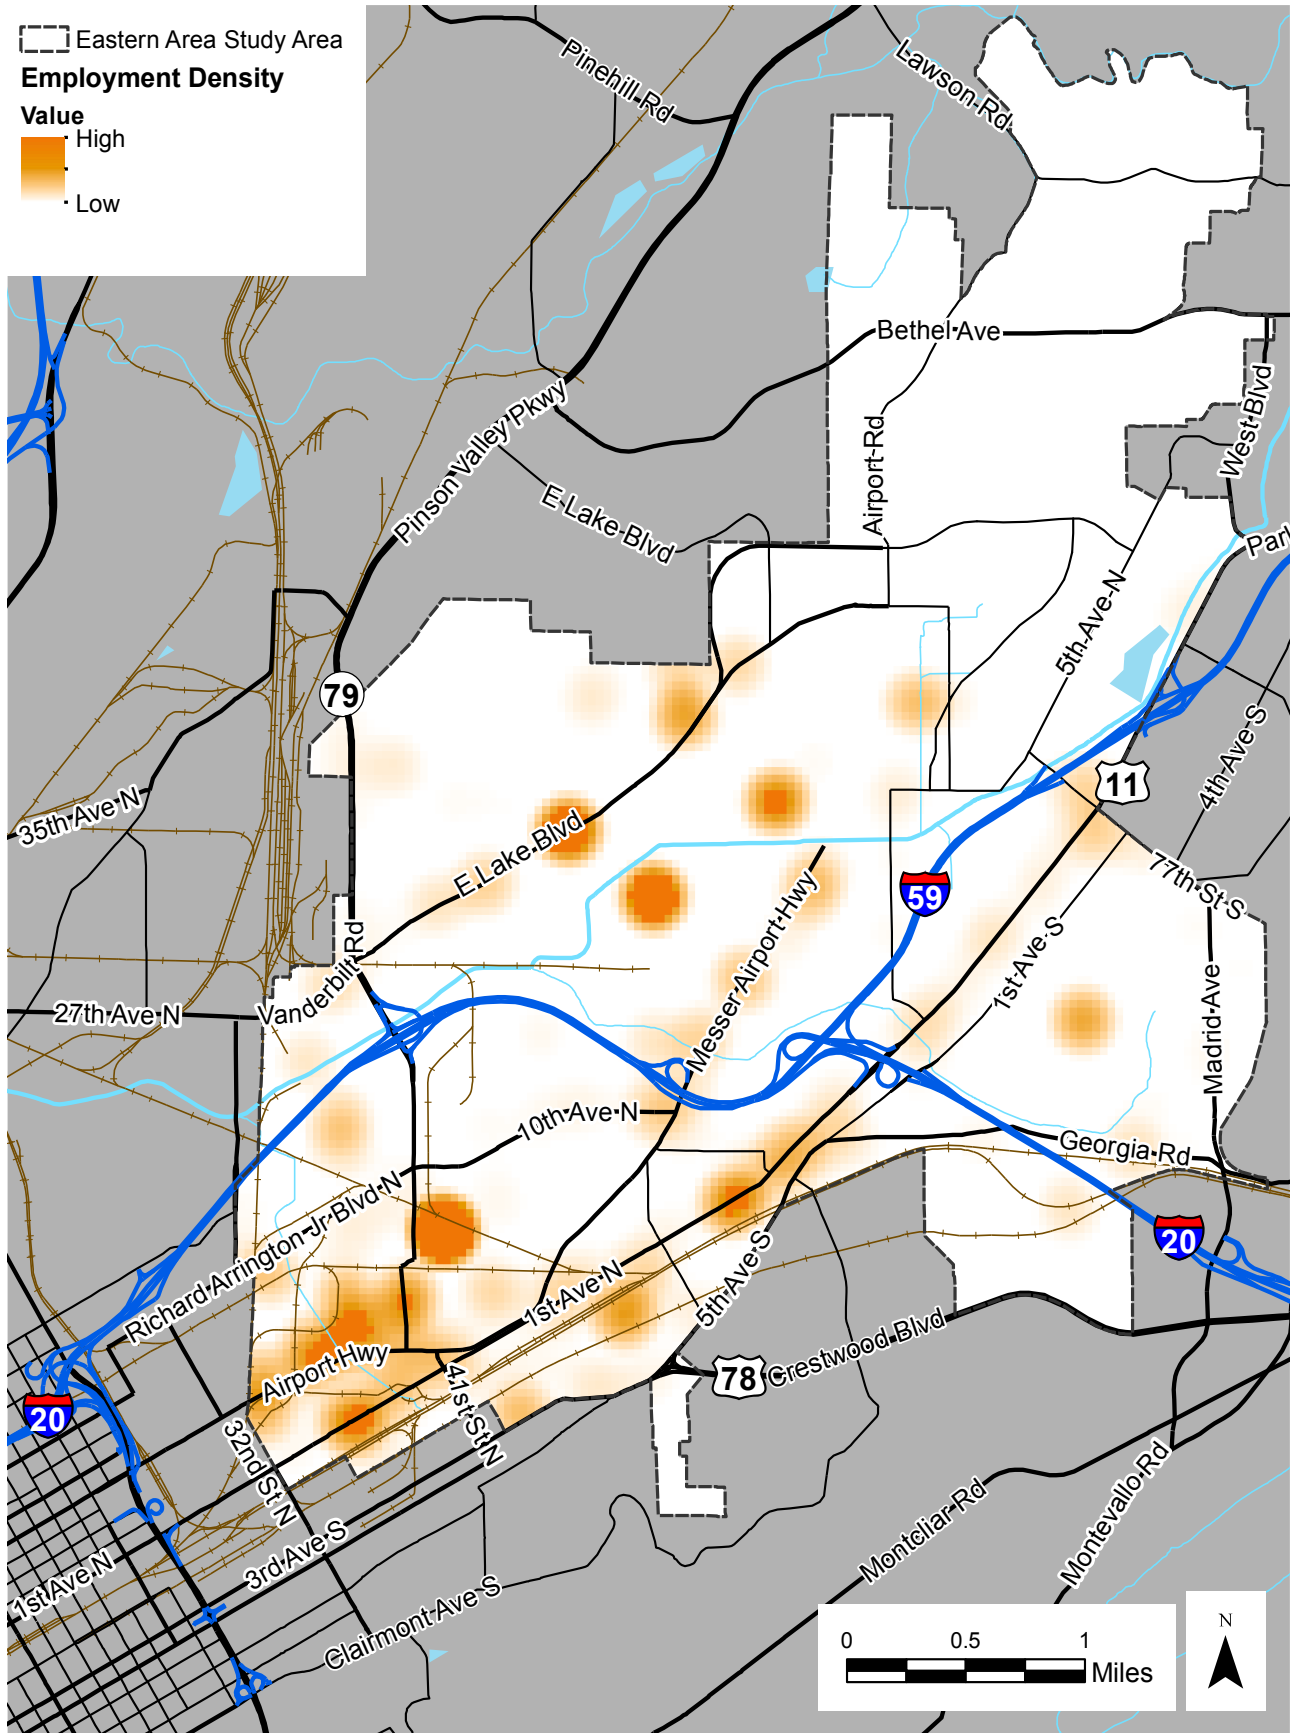 Eastern Area Study Area
Employment Density
Value
High
Low
Pinehill Rd
Lawson Rd
Bethel Ave
West Blvd
Pinson Valley Pkwy
Airport Rd
E Lake Blvd
Parl
5th Ave N
79
4th Ave S
11
35th Ave N
E Lake Blvd
77th St S
59
Messer Airport Hwy
1st Ave S
Vanderbilt Rd
27th Ave N
Madrid Ave
10th Ave N
Georgia Rd
Richard Arrington Jr Blvd N
20
1st Ave N
5th Ave S
Airport Hwy
78
Crestwood Blvd
20
41st St N
32nd St N
Montcliar Rd
Montevallo Rd
3rd Ave S
1st Ave N
Clairmont Ave S
0
0.5
1
Miles
N